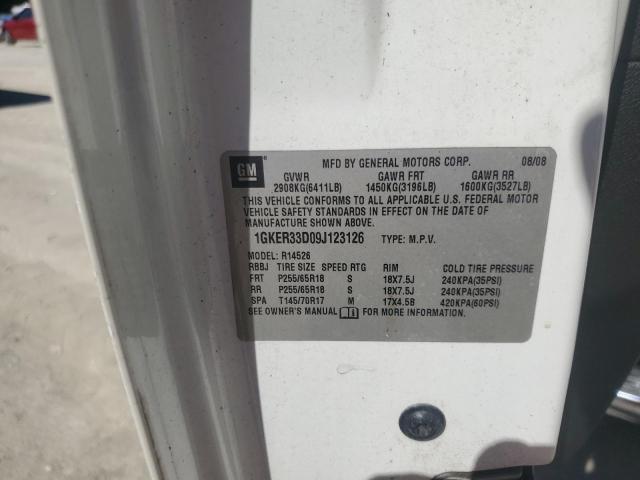 GM
MFD BY GENERAL MOTORS CORP. 08/08
GVWR GAWR FRT GAWR RR
2908KG(6411LB) 1450KG(3196LB) 1600KG(3527LB)
THIS VEHICLE CONFORMS TO ALL APPLICABLE U.S. FEDERAL MOTOR
VEHICLE SAFETY STANDARDS IN EFFECT ON THE DATE OF
MANUFACTURE SHOWN ABOVE.
1GKER33D09J123126 TYPE: M.P.V.
MODEL: R14526
RBBJ TIRE SIZE SPEED RTG RIM COLD TIRE PRESSURE
FRT P255/65R18 S 18X7.5J 240KPA(35PSI)
RR P255/65R18 S 18X7.5J 240KPA(35PSI)
SPA T145/70R17 M 17X4.5B 420KPA(60PSI)
SEE OWNER'S MANUAL FOR MORE INFORMATION.